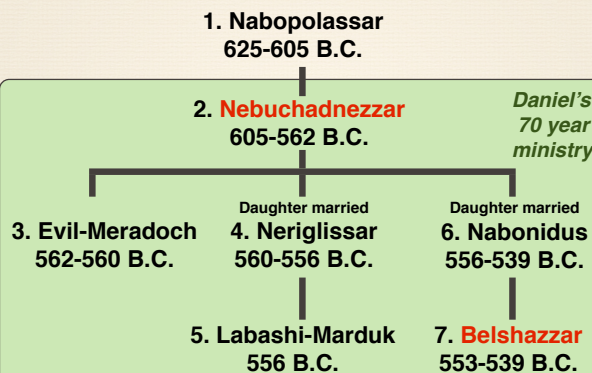 1. Nabopolassar
625-605 B.C.
2. Nebuchadnezzar
605-562 B.C.
Daniel's
70 year
ministry
3. Evil-Meradoch
562-560 B.C.
Daughter married
4. Neriglissar
560-556 B.C.
Daughter married
6. Nabonidus
556-539 B.C.
5. Labashi-Marduk
556 B.C.
7. Belshazzar
553-539 B.C.